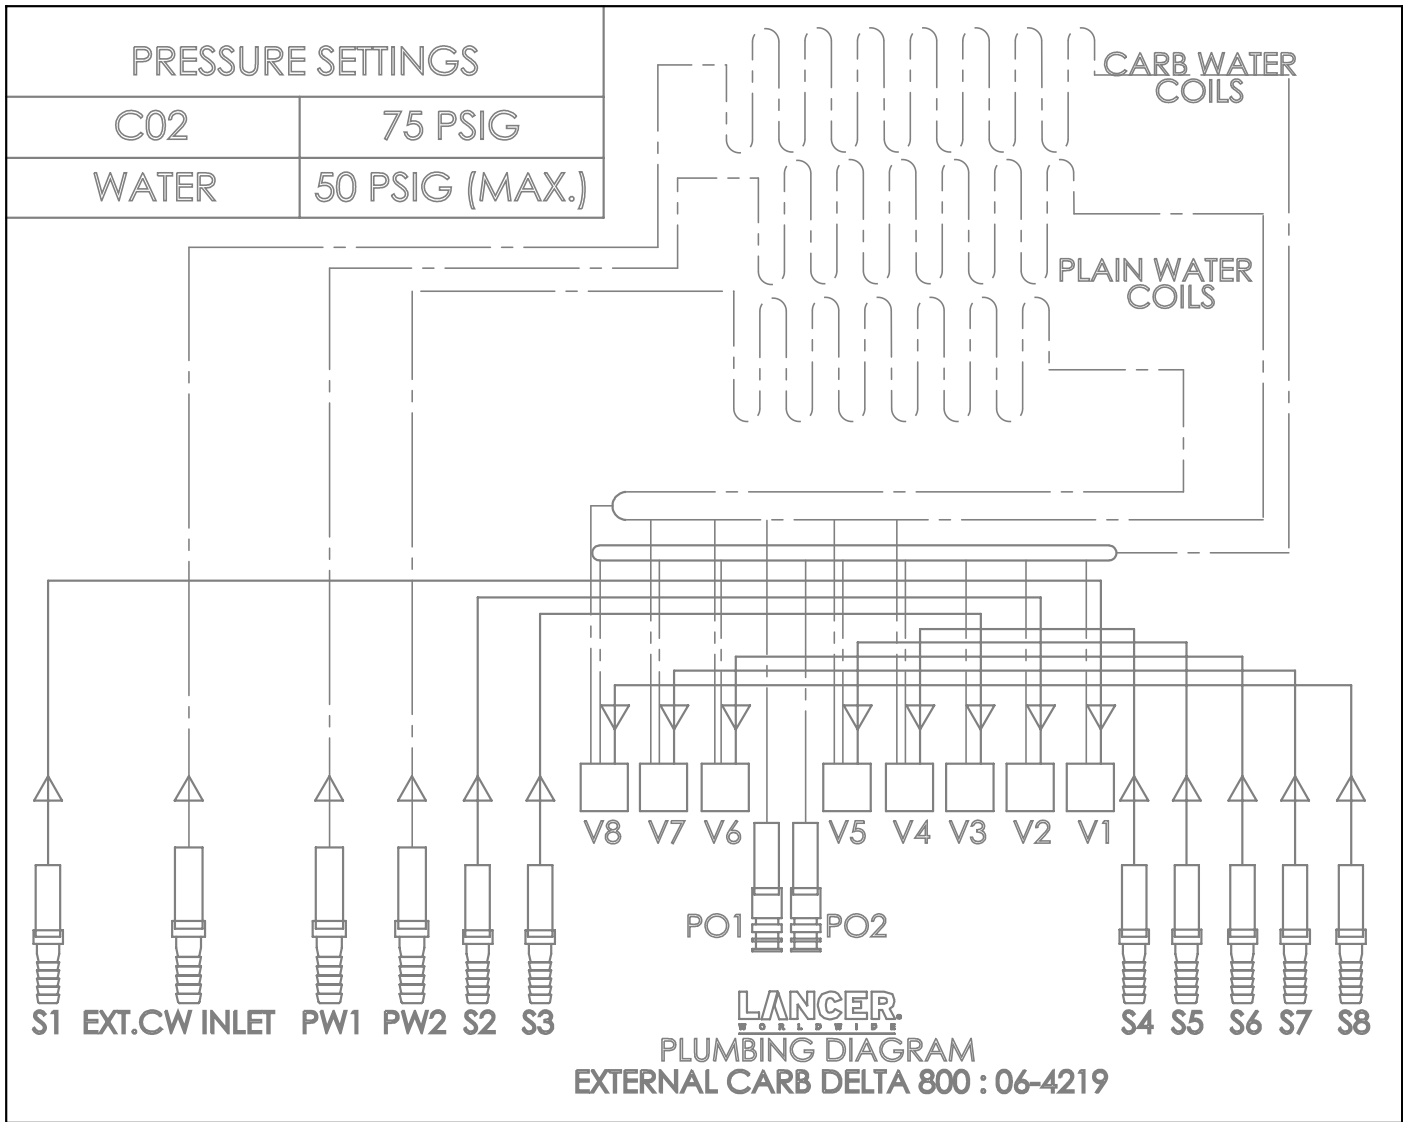 PRESSURE SETTINGS
C02 75 PSIG
WATER 50 PSIG (MAX.)
CARB WATER
COILS
PLAIN WATER
COILS
V8 V7 V6 V5 V4 V3 V2 V1
PO1 PO2
S1 EXT.CW INLET PW1 PW2 S2 S3 S4 S5 S6 S7 S8
LANCER.
WORLDWIDE
PLUMBING DIAGRAM
EXTERNAL CARB DELTA 800 : 06-4219